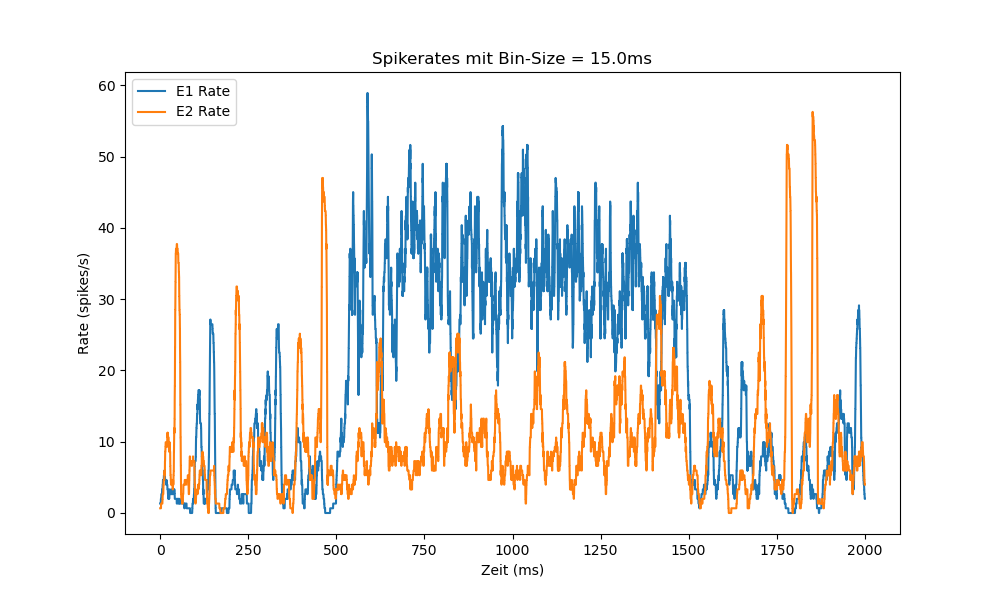 Spikerates mit Bin-Size = 15.0ms
E1 Rate
E2 Rate
60
50
40
30
20
10
0
Rate (spikes/s)
0 250 500 750 1000 1250 1500 1750 2000
Zeit (ms)